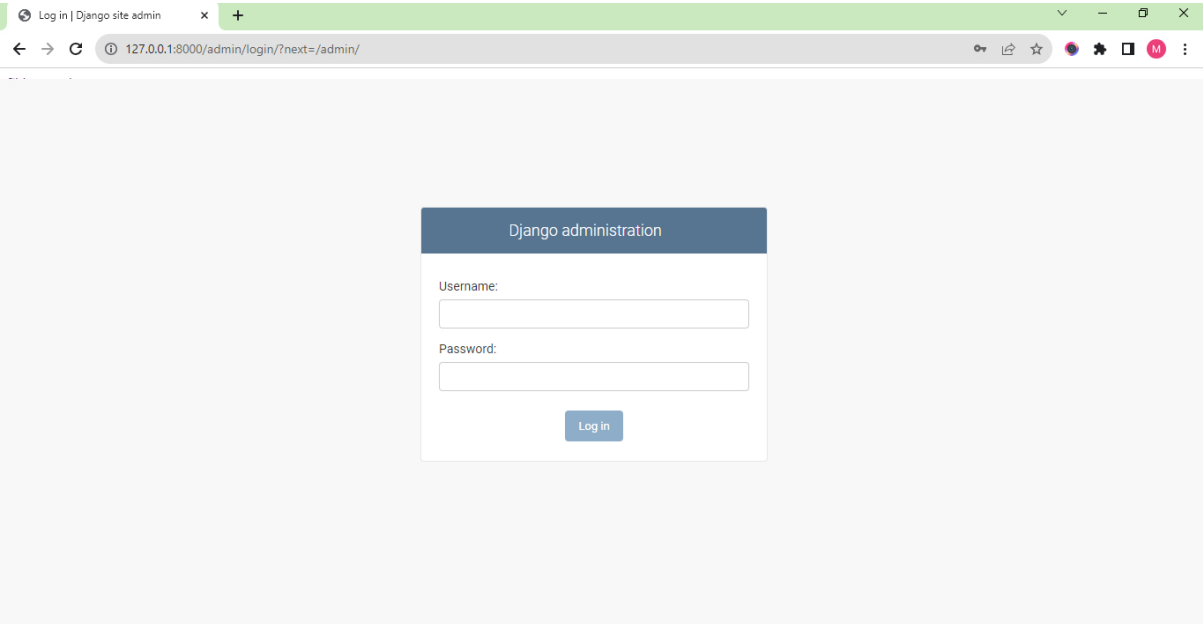 Log in | Django site admin
127.0.0.1:8000/admin/login/?next=/admin/
M
Django administration
Username:
Password:
Log in